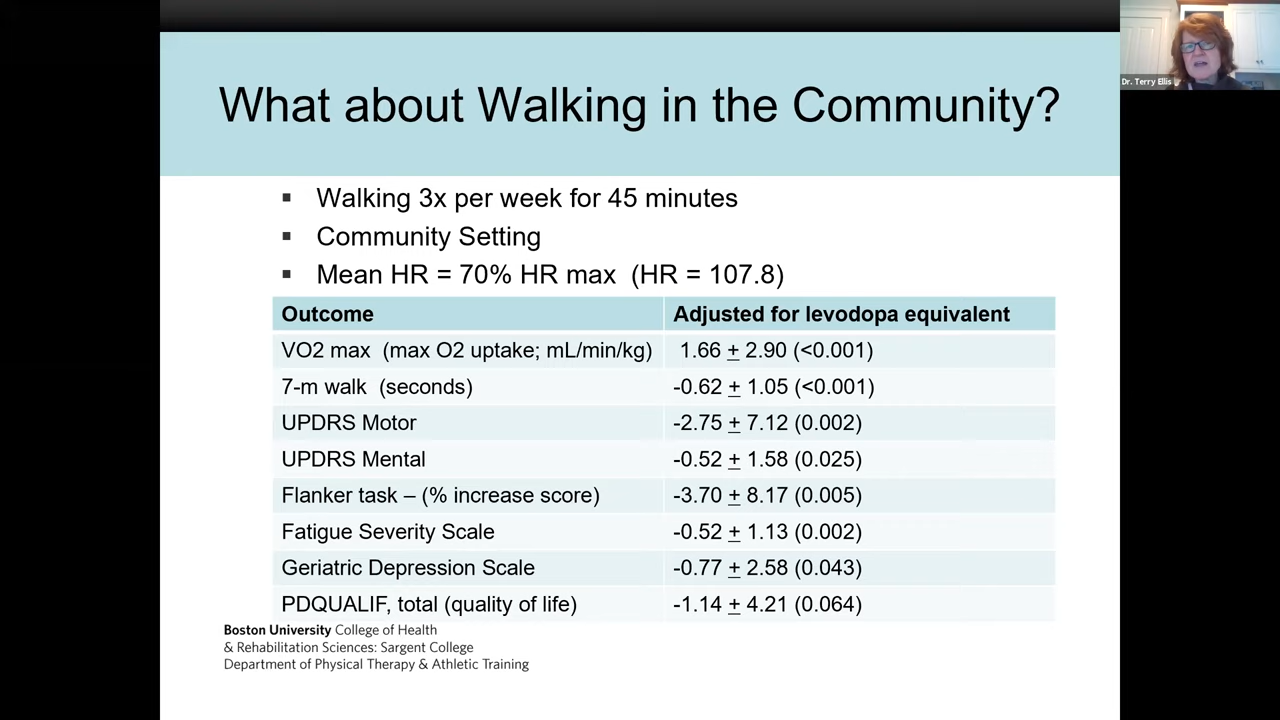 What about Walking in the Community?
Dr. Terry Ellis
▪ Walking 3x per week for 45 minutes
▪ Community Setting
▪ Mean HR = 70% HR max (HR = 107.8)
Outcome Adjusted for levodopa equivalent
VO2 max (max O2 uptake; mL/min/kg) 1.66 ± 2.90 (<0.001)
7-m walk (seconds) -0.62 ± 1.05 (<0.001)
UPDRS Motor -2.75 ± 7.12 (0.002)
UPDRS Mental -0.52 ± 1.58 (0.025)
Flanker task – (% increase score) -3.70 ± 8.17 (0.005)
Fatigue Severity Scale -0.52 ± 1.13 (0.002)
Geriatric Depression Scale -0.77 ± 2.58 (0.043)
PDQUALIF, total (quality of life) -1.14 ± 4.21 (0.064)
Boston University College of Health
& Rehabilitation Sciences: Sargent College
Department of Physical Therapy & Athletic Training